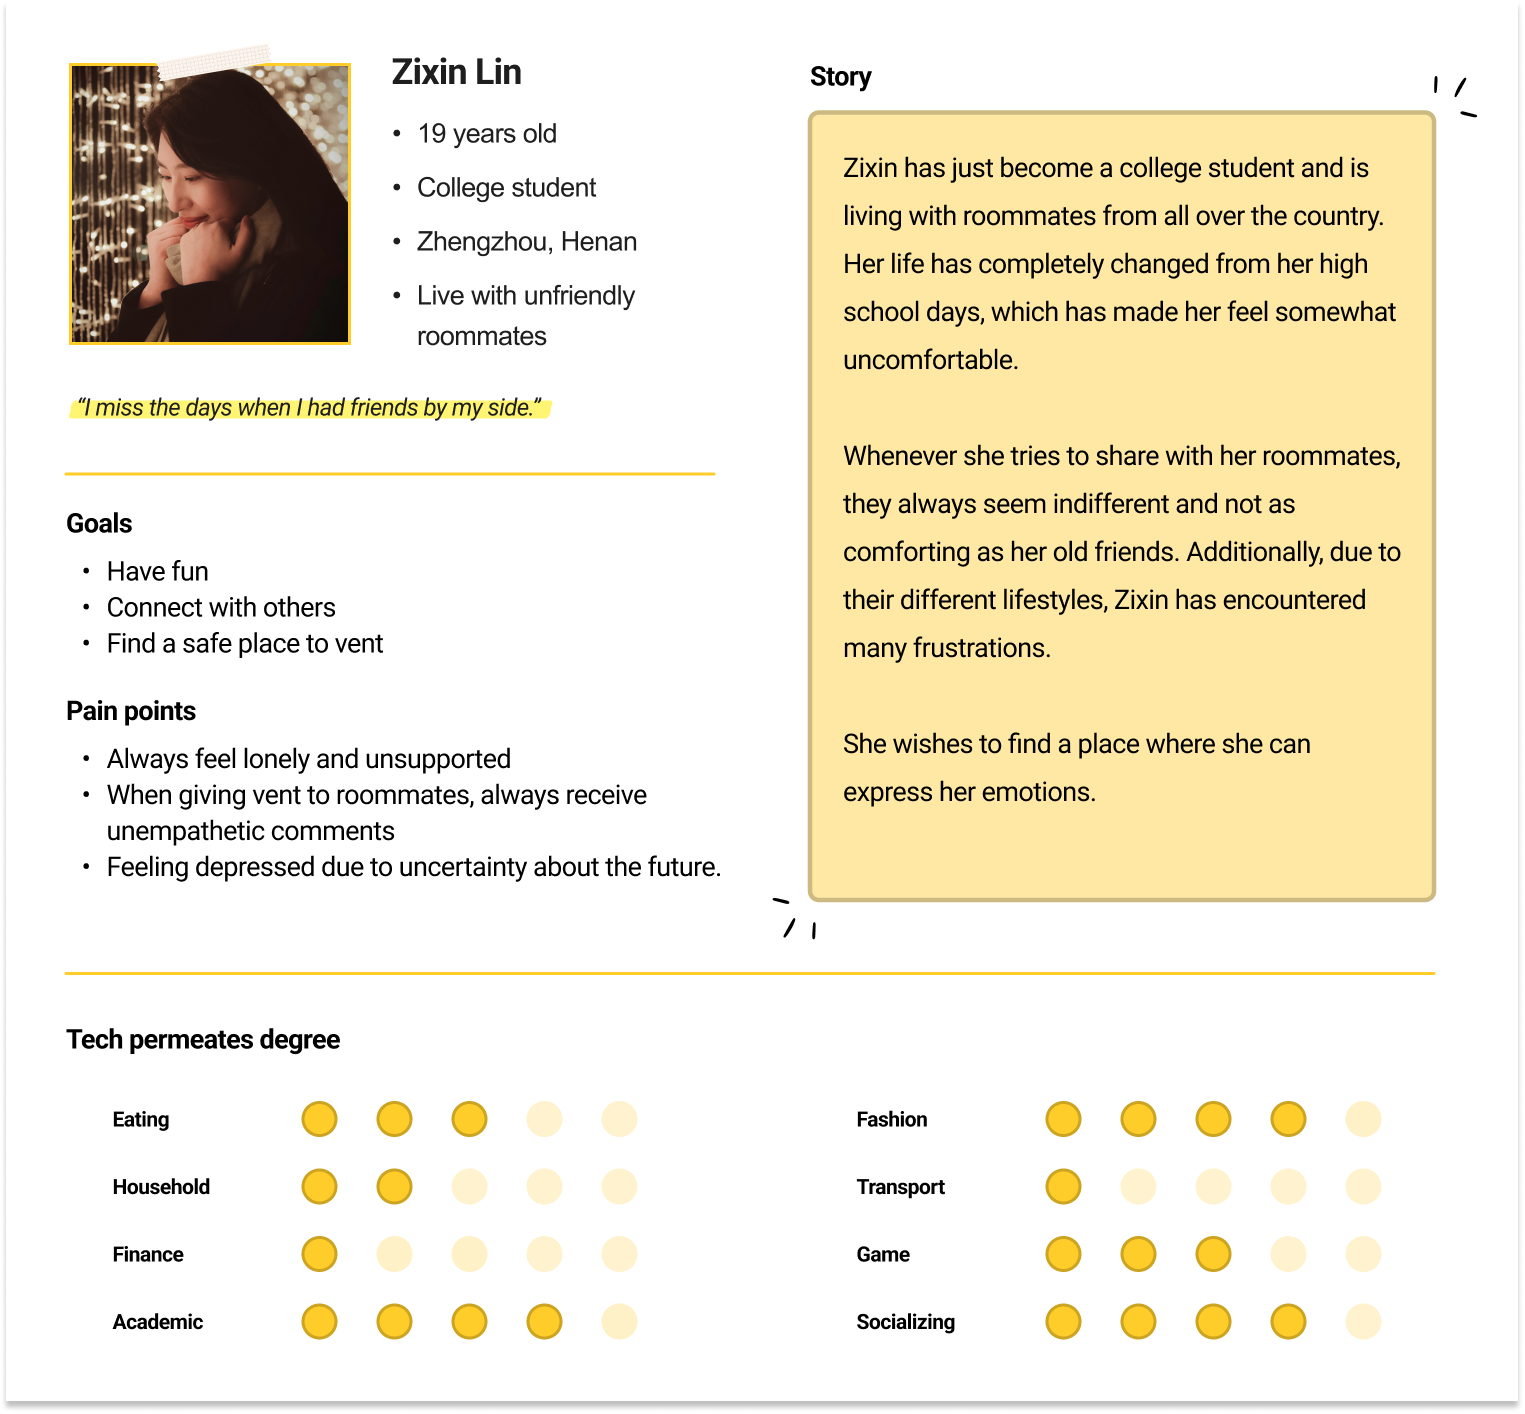 Zixin Lin
• 19 years old
• College student
• Zhengzhou, Henan
• Live with unfriendly
roommates
“I miss the days when I had friends by my side.”
Goals
• Have fun
• Connect with others
• Find a safe place to vent
Pain points
• Always feel lonely and unsupported
• When giving vent to roommates, always receive
unempathetic comments
• Feeling depressed due to uncertainty about the future.
Story
Zixin has just become a college student and is
living with roommates from all over the country.
Her life has completely changed from her high
school days, which has made her feel somewhat
uncomfortable.
Whenever she tries to share with her roommates,
they always seem indifferent and not as
comforting as her old friends. Additionally, due to
their different lifestyles, Zixin has encountered
many frustrations.
She wishes to find a place where she can
express her emotions.
Tech permeates degree
Eating
Household
Finance
Academic
Fashion
Transport
Game
Socializing